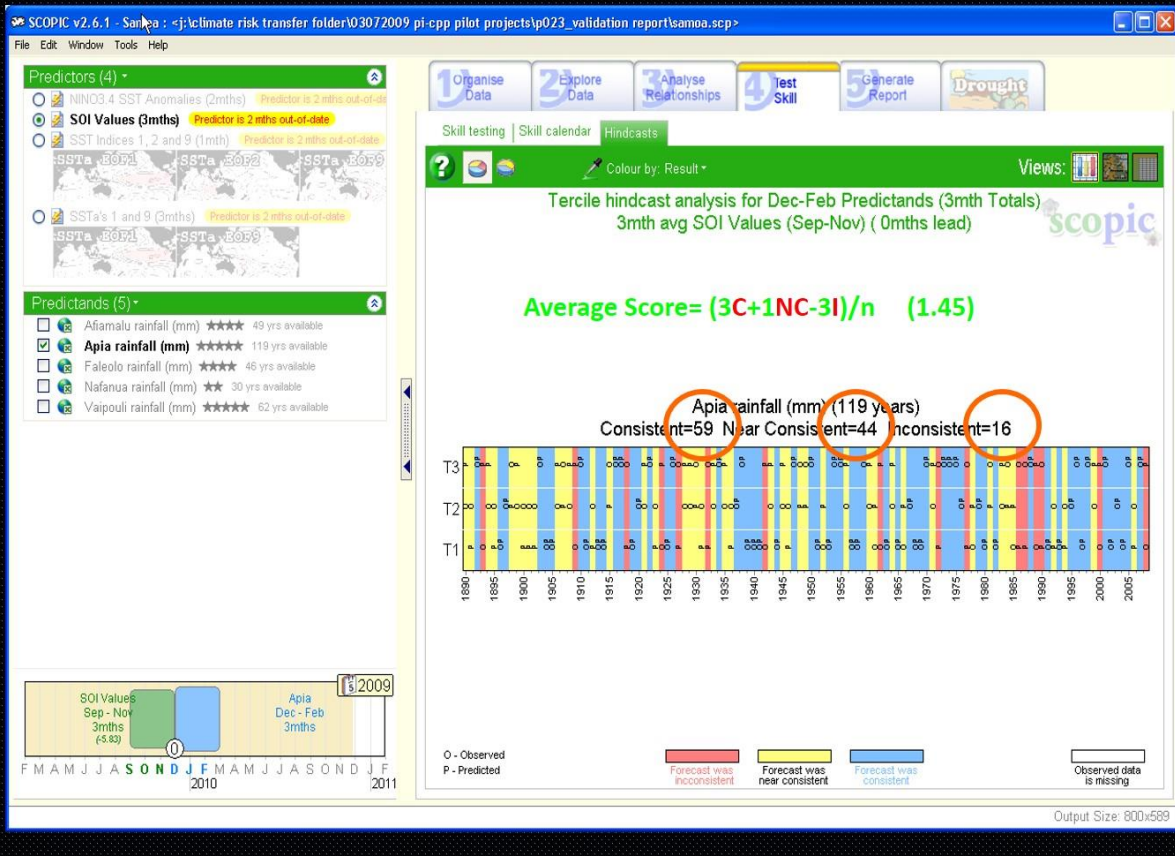 SCOPIC v2.6.1 - Samoa : <j:\climate risk transfer folder\03072009 pi-cpp pilot projects\p023_validation report\samoa.scp>
File Edit Window Tools Help
Predictors (4)
NINO3.4 SST Anomalies (2mths) Predictor is 2 mths out-of-da
SOI Values (3mths) Predictor is 2 mths out-of-date
SST Indices 1, 2 and 9 (1mth) Predictor is 2 mths out-of-date
SSTa EOF1 SSTa EOF2 SSTa EOF9
SSTa's 1 and 9 (3mths) Predictor is 2 mths out-of-date
SSTa EOF1 SSTa EOF9
Predictands (5)
Afiamalu rainfall (mm) 49 yrs available
Apia rainfall (mm) 119 yrs available
Faleolo rainfall (mm) 46 yrs available
Nafanua rainfall (mm) 30 yrs available
Vaipouli rainfall (mm) 62 yrs available
2009
SOI Values
Sep - Nov
3mths
(-5.83)
Apia
Dec - Feb
3mths
0
F M A M J J A S O N D J F M A M J J A S O N D J F
2010 2011
1 Organise Data
2 Explore Data
3 Analyse Relationships
4 Test Skill
5 Generate Report
Drought
Skill testing | Skill calendar Hindcasts
? Colour by: Result Views:
Tercile hindcast analysis for Dec-Feb Predictands (3mth Totals)
3mth avg SOI Values (Sep-Nov) ( 0mths lead)
scopic
Average Score= (3C+1NC-3I)/n (1.45)
Apia rainfall (mm) (119 years)
Consistent=59 Near Consistent=44 Inconsistent=16
T3
T2
T1
1890 1895 1900 1905 1910 1915 1920 1925 1930 1935 1940 1945 1950 1955 1960 1965 1970 1975 1980 1985 1990 1995 2000 2005
O - Observed
P - Predicted
Forecast was
inconsistent
Forecast was
near consistent
Forecast was
consistent
Observed data
is missing
Output Size: 800x589